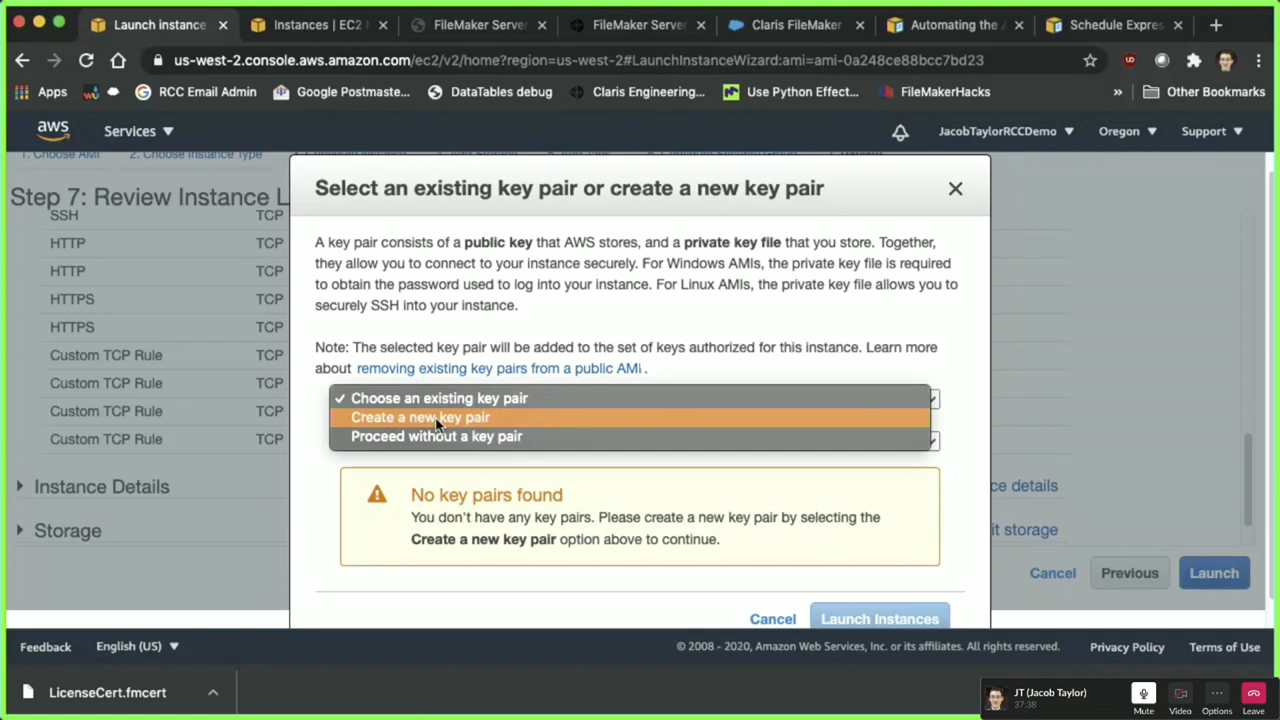 Launch instance
Instances | EC2
FileMaker Server
FileMaker Server
Claris FileMaker
Automating the A
Schedule Expres
us-west-2.console.aws.amazon.com/ec2/v2/home?region=us-west-2#LaunchInstanceWizard:ami=ami-0a248ce88bcc7bd23
Apps
RCC Email Admin
Google Postmaste...
DataTables debug
Claris Engineering...
Use Python Effect...
FileMakerHacks
»
Other Bookmarks
aws
Services
JacobTaylorRCCDemo
Oregon
Support
1. Choose AMI
2. Choose Instance Type
Step 7: Review Instance L
Select an existing key pair or create a new key pair
SSH TCP
HTTP TCP
HTTP TCP
HTTPS TCP
HTTPS TCP
Custom TCP Rule TCP
Custom TCP Rule TCP
Custom TCP Rule TCP
Custom TCP Rule TCP
Instance Details
Storage
A key pair consists of a public key that AWS stores, and a private key file that you store. Together,
they allow you to connect to your instance securely. For Windows AMIs, the private key file is required
to obtain the password used to log into your instance. For Linux AMIs, the private key file allows you to
securely SSH into your instance.
Note: The selected key pair will be added to the set of keys authorized for this instance. Learn more
about removing existing key pairs from a public AMI .
✓ Choose an existing key pair
Create a new key pair
Proceed without a key pair
No key pairs found
You don't have any key pairs. Please create a new key pair by selecting the
Create a new key pair option above to continue.
Cancel
Launch Instances
ce details
it storage
Cancel
Previous
Launch
Feedback
English (US)
© 2008 - 2020, Amazon Web Services, Inc. or its affiliates. All rights reserved.
Privacy Policy
Terms of Use
LicenseCert.fmcert
JT (Jacob Taylor)
37:38
Mute
Video
Options
Leave